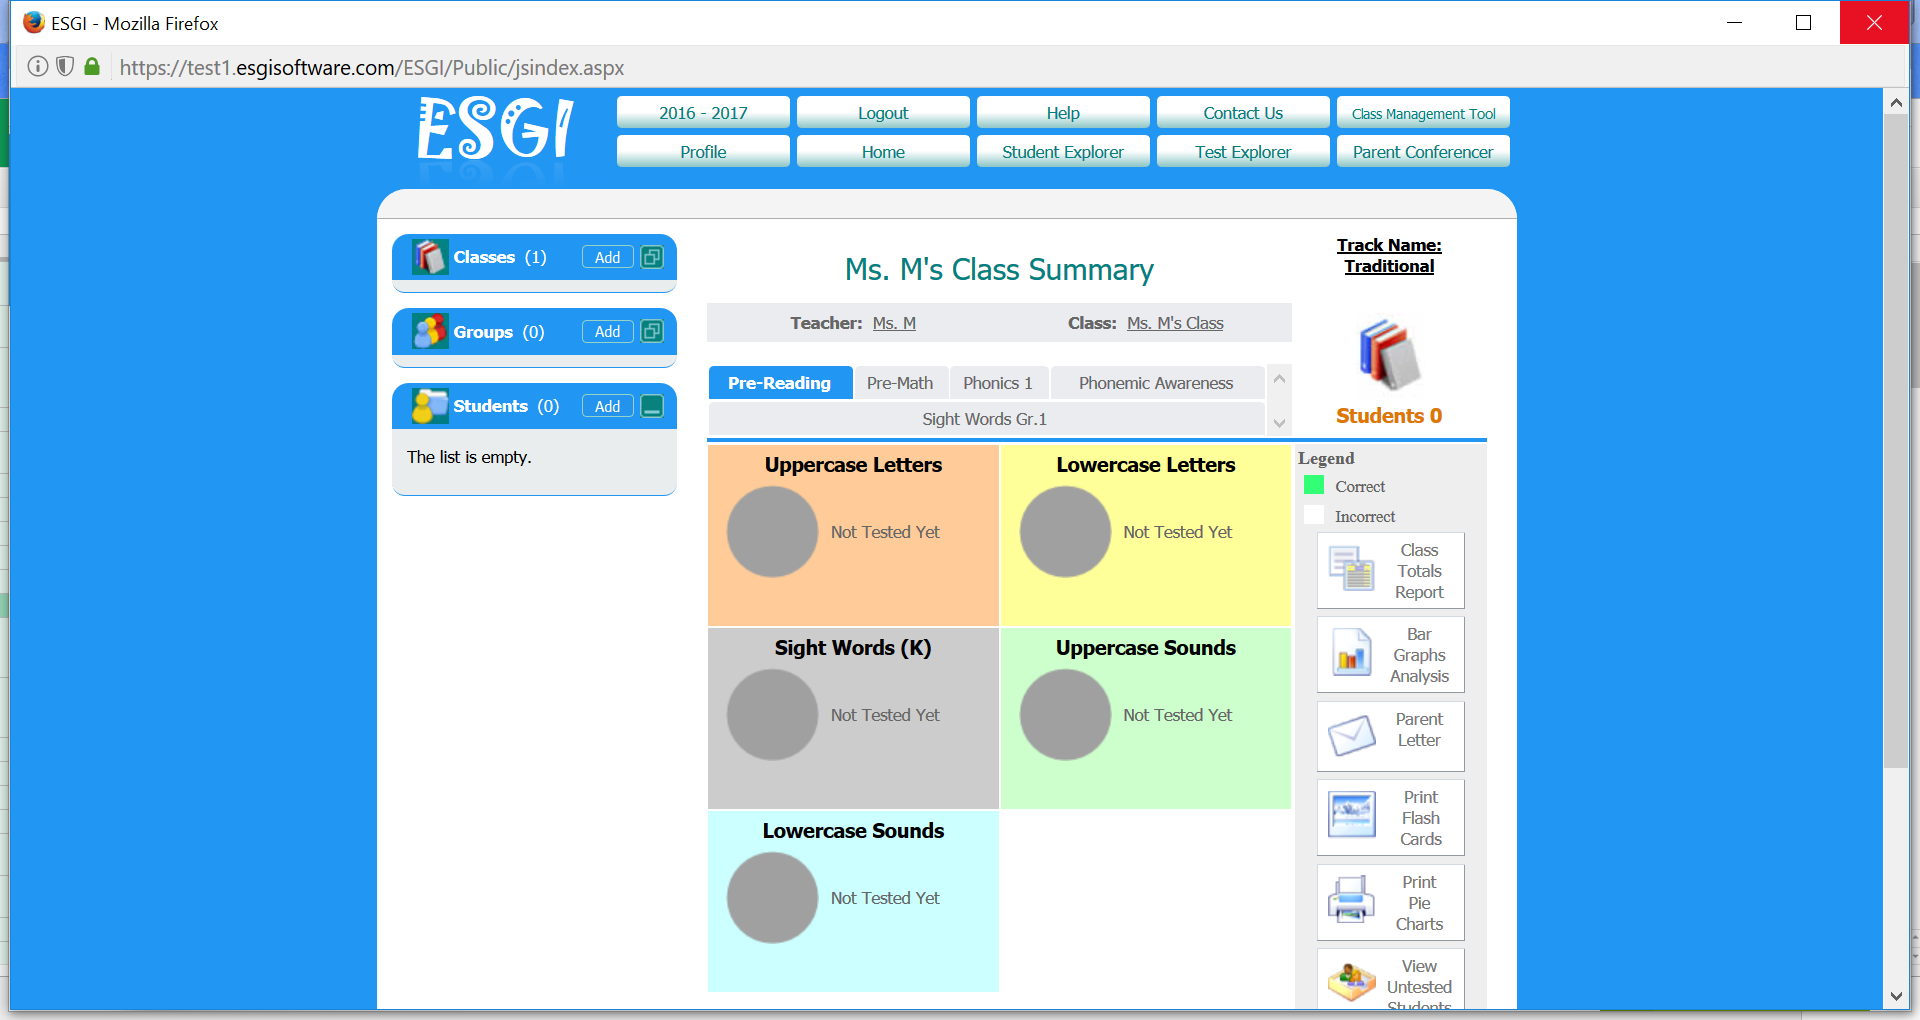 ESGI - Mozilla Firefox
https://test1.esgisoftware.com/ESGI/Public/jsindex.aspx
ESGI
2016 - 2017
Logout
Help
Contact Us
Class Management Tool
Profile
Home
Student Explorer
Test Explorer
Parent Conferencer
Classes (1)
Add
Groups (0)
Add
Students (0)
Add
The list is empty.
Ms. M's Class Summary
Teacher: Ms. M
Class: Ms. M's Class
Track Name:
Traditional
Students 0
Pre-Reading
Pre-Math
Phonics 1
Phonemic Awareness
Sight Words Gr.1
Uppercase Letters
Not Tested Yet
Lowercase Letters
Not Tested Yet
Sight Words (K)
Not Tested Yet
Uppercase Sounds
Not Tested Yet
Lowercase Sounds
Not Tested Yet
Legend
Correct
Incorrect
Class
Totals
Report
Bar
Graphs
Analysis
Parent
Letter
Print
Flash
Cards
Print
Pie
Charts
View
Untested
Students